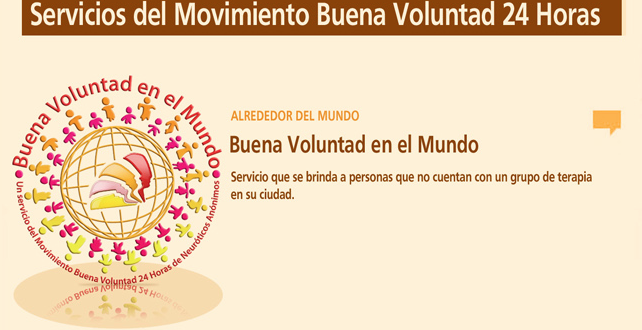 Servicios del Movimiento Buena Voluntad 24 Horas
Buena Voluntad en el Mundo
Un servicio del Movimiento Buena Voluntad 24 Horas de Neuróticos Anónimos
ALREDEDOR DEL MUNDO
Buena Voluntad en el Mundo
Servicio que se brinda a personas que no cuentan con un grupo de terapia
en su ciudad.